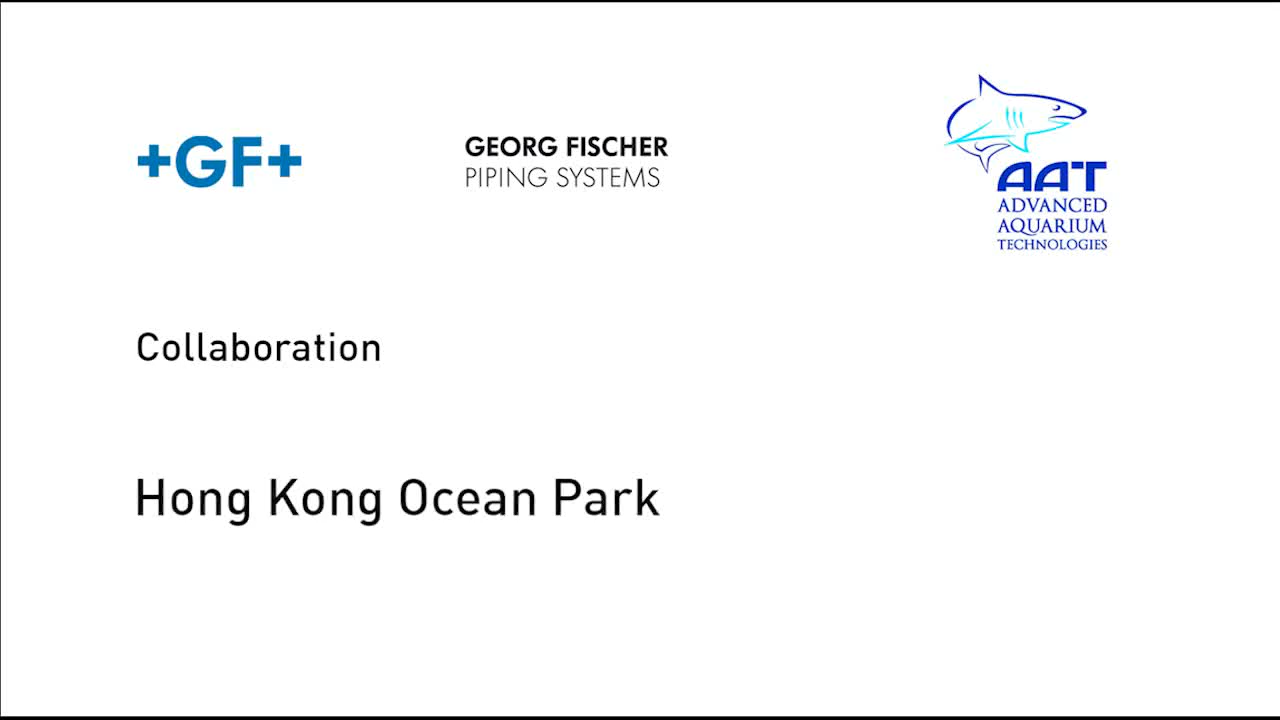 +GF+
GEORG FISCHER
PIPING SYSTEMS
AAT
ADVANCED
AQUARIUM
TECHNOLOGIES
Collaboration
Hong Kong Ocean Park